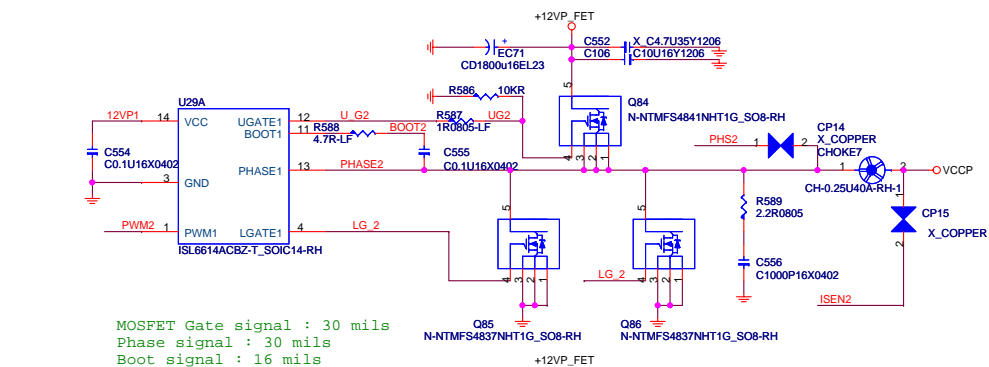 +12VP_FET
C552
X_C4.7U35Y1206
EC71
CD1800u16EL23
C106
C10U16Y1206
5
R586
10KR
U29A
Q84
N-NTMFS4841NHT1G_SO8-RH
12VP1
14
VCC
UGATE1
12
U_G2
R587
1R0805-LF
UG2
BOOT1
11
R588
4.7R-LF
BOOT2
CP14
X_COPPER
CHOKE7
PHS2
1
2
C554
C0.1U16X0402
C555
C0.1U16X0402
4
3
2
1
PHASE1
13
PHASE2
1
2
VCCP
3
GND
CH-0.25U40A-RH-1
R589
2.2R0805
1
CP15
X_COPPER
2
5
5
PWM2
1
PWM1
LGATE1
4
LG_2
ISL6614ACBZ-T_SOIC14-RH
C556
C1000P16X0402
4
3
2
1
LG_2
4
3
2
1
ISEN2
Q85
N-NTMFS4837NHT1G_SO8-RH
Q86
N-NTMFS4837NHT1G_SO8-RH
MOSFET Gate signal : 30 mils
Phase signal : 30 mils
Boot signal : 16 mils
+12VP_FET